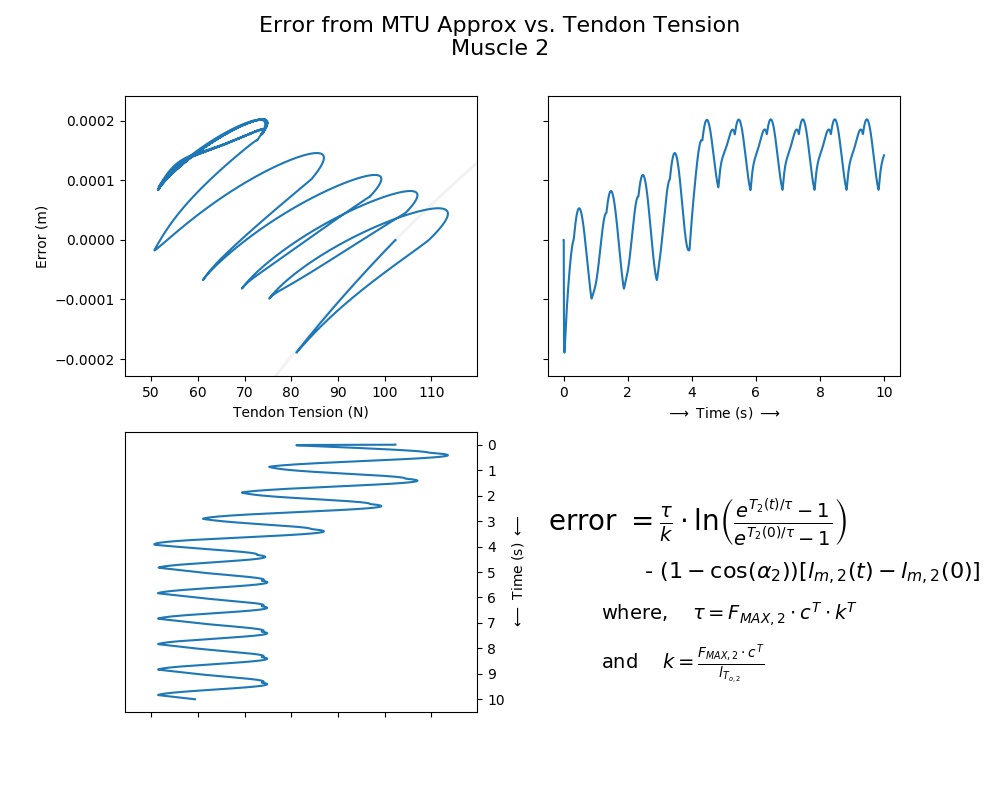 Error from MTU Approx vs. Tendon Tension
Muscle 2
0.0002
0.0001
0.0000
−0.0001
−0.0002
Error (m)
50 60 70 80 90 100 110
Tendon Tension (N)
0 2 4 6 8 10
⟶ Time (s) ⟶
0
1
2
3
4
5
6
7
8
9
10
⟵ Time (s) ⟵
error = τ/k · ln((e^{T_2(t)/τ} − 1)/(e^{T_2(0)/τ} − 1))
- (1 − cos(α_2))[l_{m,2}(t) − l_{m,2}(0)]
where, τ = F_{MAX,2} · c^T · k^T
and k = (F_{MAX,2} · c^T)/l_{T_{o,2}}